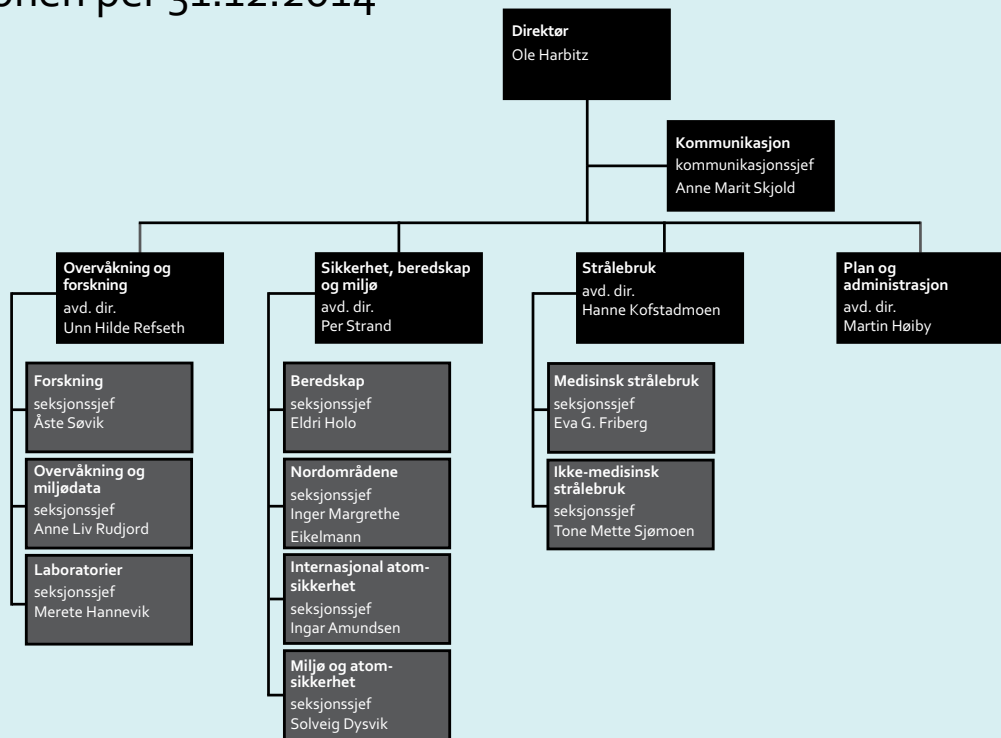 onen per 31.12.2014
Direktør
Ole Harbitz
Kommunikasjon
kommunikasjonssjef
Anne Marit Skjold
Overvåkning og
forskning
avd. dir.
Unn Hilde Refseth
Sikkerhet, beredskap
og miljø
avd. dir.
Per Strand
Strålebruk
avd. dir.
Hanne Kofstadmoen
Plan og
administrasjon
avd. dir.
Martin Høiby
Forskning
seksjonssjef
Åste Søvik
Overvåkning og
miljødata
seksjonssjef
Anne Liv Rudjord
Laboratorier
seksjonssjef
Merete Hannevik
Beredskap
seksjonssjef
Eldri Holo
Nordområdene
seksjonssjef
Inger Margrethe
Eikelmann
Internasjonal atom-
sikkerhet
seksjonssjef
Ingar Amundsen
Miljø og atom-
sikkerhet
seksjonssjef
Solveig Dysvik
Medisinsk strålebruk
seksjonssjef
Eva G. Friberg
Ikke-medisinsk
strålebruk
seksjonssjef
Tone Mette Sjømoen